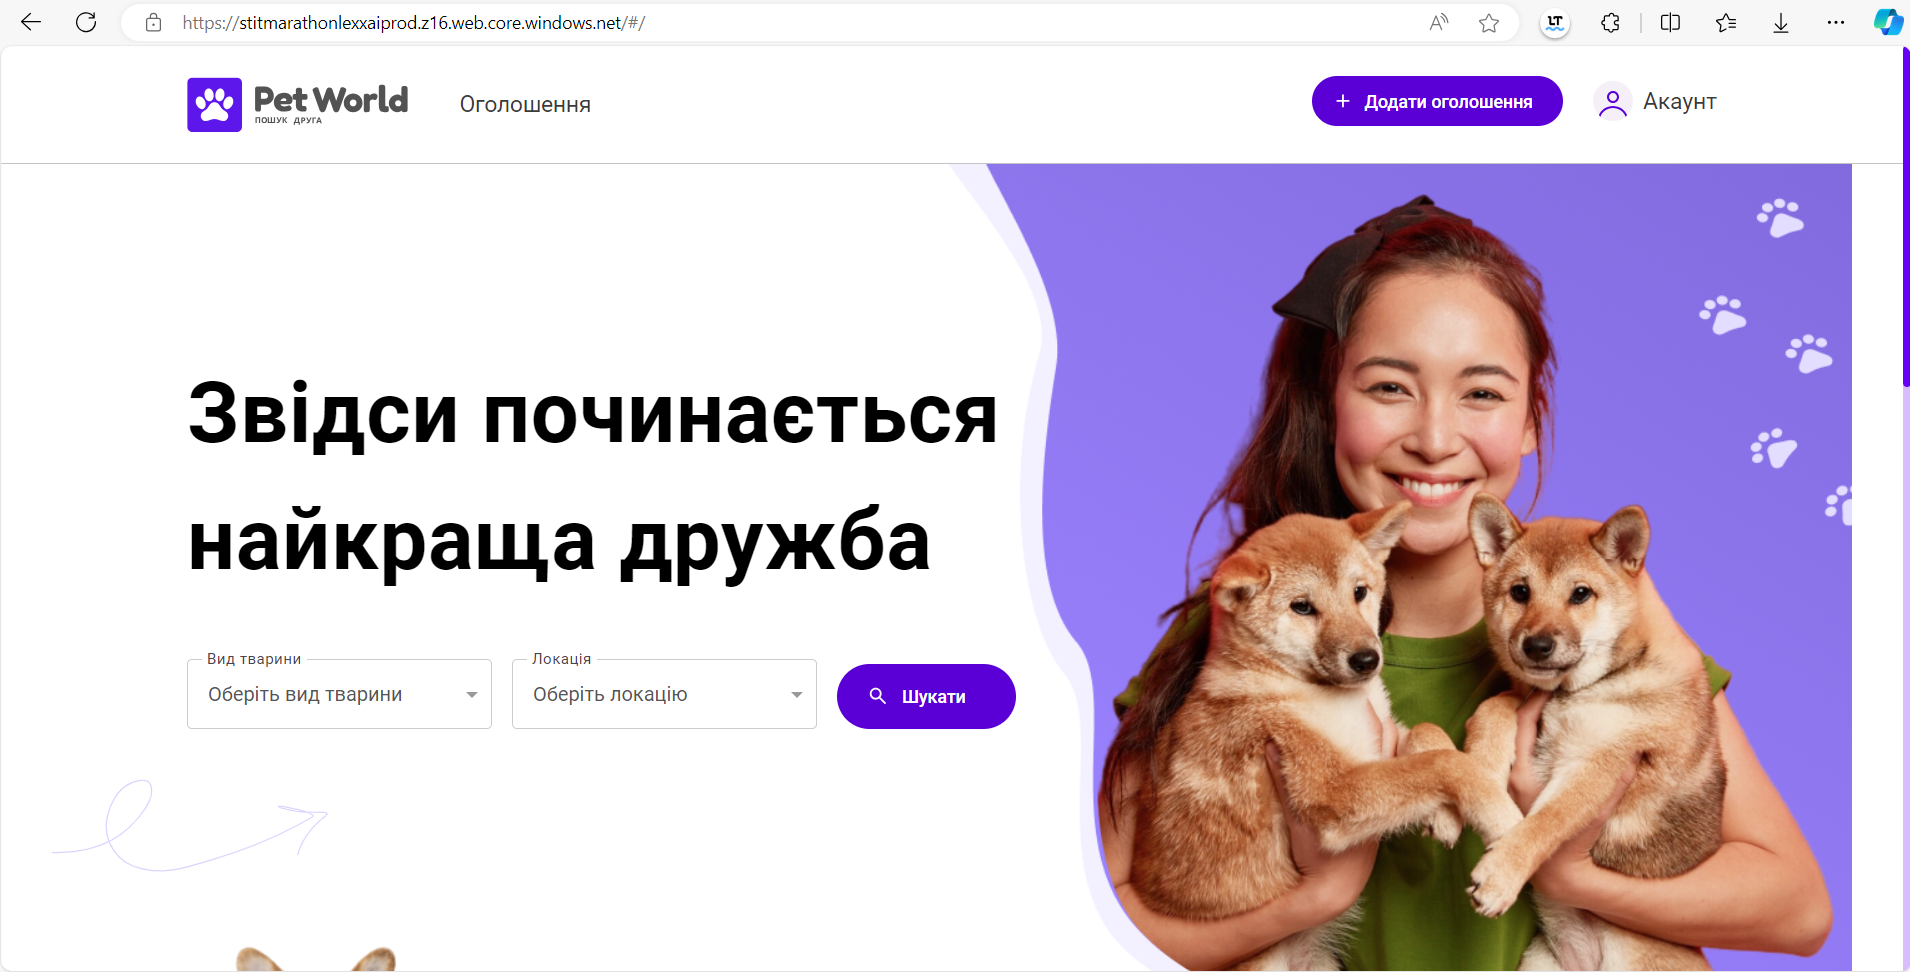 https://stitmarathonlexxaiprod.z16.web.core.windows.net/#/
LT
Pet World
ПОШУК ДРУГА
Оголошення
+ Додати оголошення
Акаунт
Звідси починається
найкраща дружба
Вид тварини
Оберіть вид тварини
Локація
Оберіть локацію
Шукати